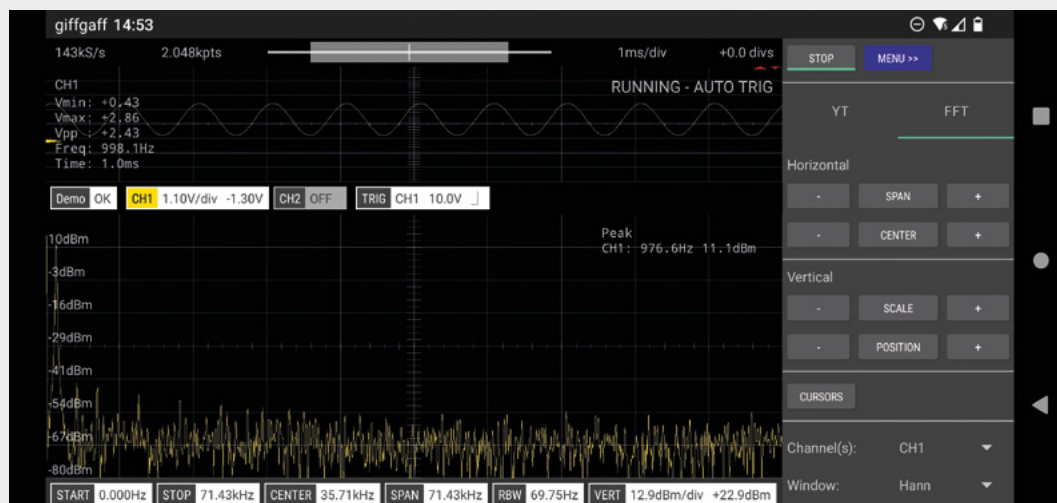 giffgaff 14:53
143kS/s 2.048kpts 1ms/div +0.0 divs
CH1
RUNNING - AUTO TRIG
Vmin: +0.43
Vmax: +2.86
Vpp : +2.43
Freq: 998.1Hz
Time: 1.0ms
Demo OK CH1 1.10V/div -1.30V CH2 OFF TRIG CH1 10.0V
Peak
CH1: 976.6Hz 11.1dBm
10dBm
-3dBm
-16dBm
-29dBm
-41dBm
-54dBm
-67dBm
-80dBm
START 0.000Hz STOP 71.43kHz CENTER 35.71kHz SPAN 71.43kHz RBW 69.75Hz VERT 12.9dBm/div +22.9dBm
STOP MENU >>
YT FFT
Horizontal
- SPAN +
- CENTER +
Vertical
- SCALE +
- POSITION +
CURSORS
Channel(s): CH1
Window: Hann